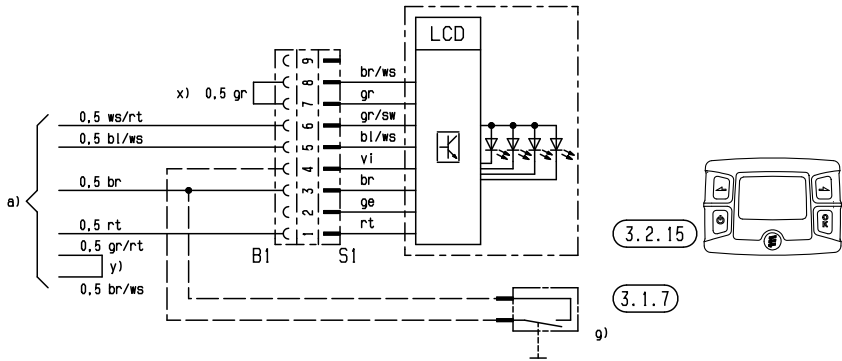 LCD
9
8
7
6
5
4
3
2
1
br/ws
gr
gr/sw
bl/ws
vi
br
ge
rt
x) 0,5 gr
0,5 ws/rt
0,5 bl/ws
a)
0,5 br
0,5 rt
0,5 gr/rt
y)
0,5 br/ws
B1
S1
3.2.15
OK
3.1.7
g)